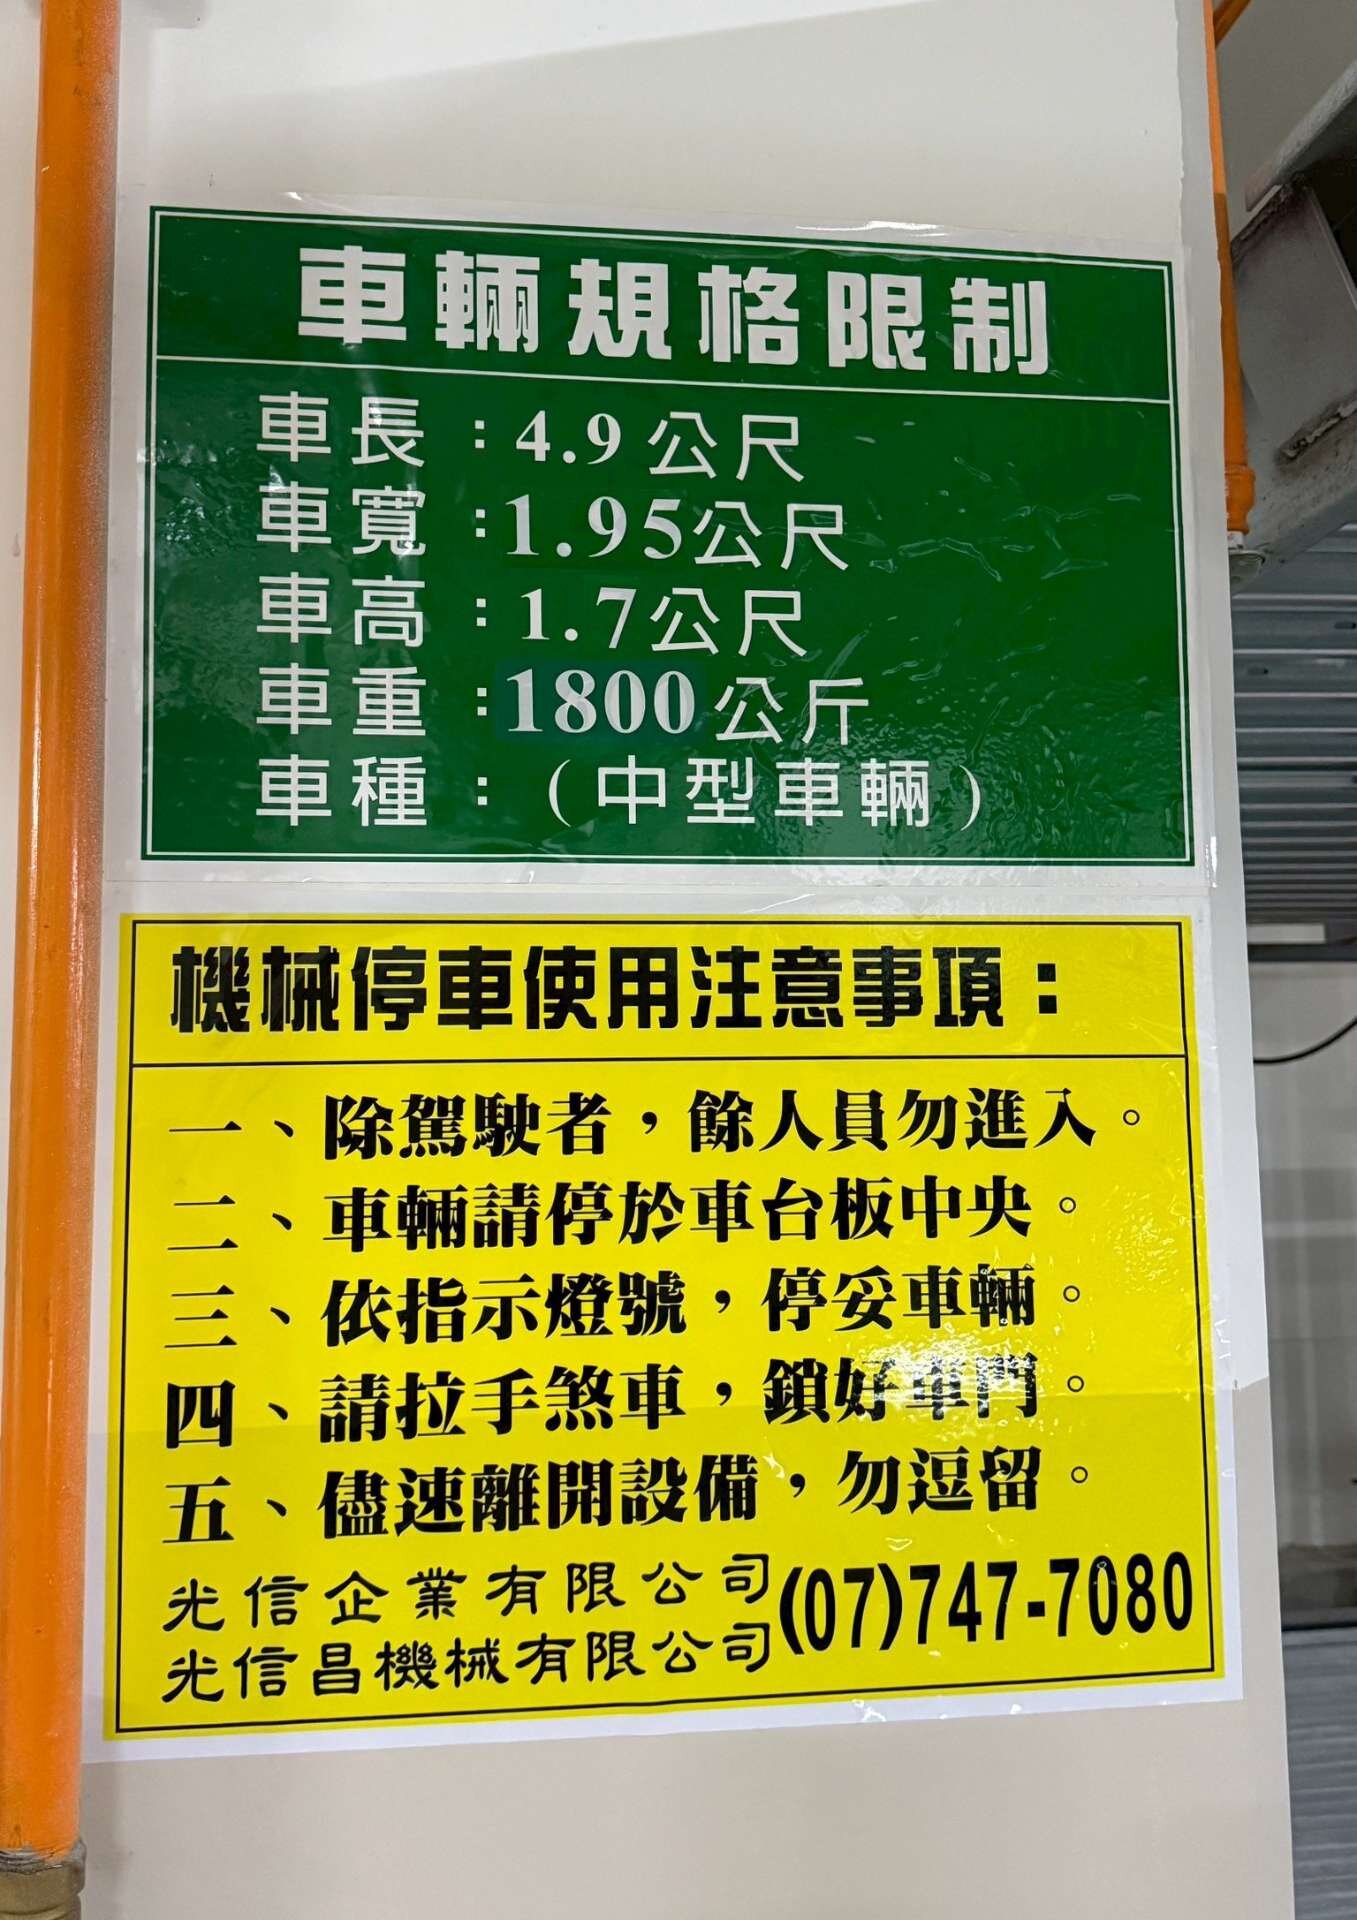 車輛規格限制
車長：4.9公尺
車寬：1.95公尺
車高：1.7公尺
車重：1800公斤
車種：(中型車輛)
機械停車使用注意事項：
一、除駕駛者，餘人員勿進入。
二、車輛請停於車台板中央。
三、依指示燈號，停妥車輛。
四、請拉手煞車，鎖好車門。
五、儘速離開設備，勿逗留。
光信企業有限公司(07)747-7080
光信昌機械有限公司